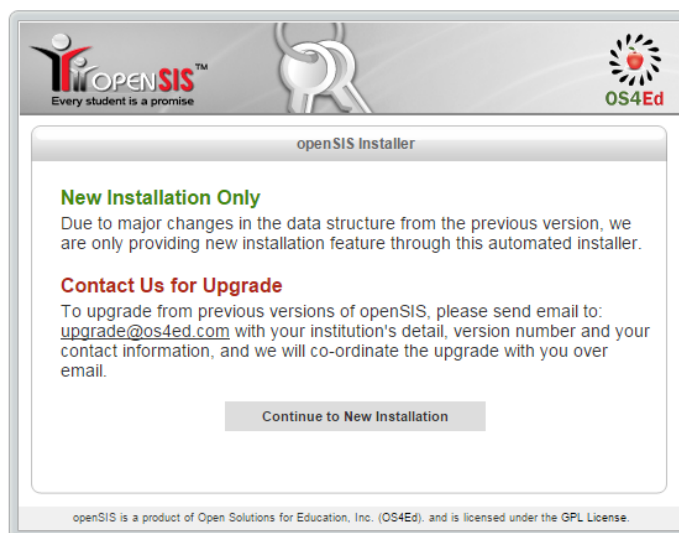 OPENSIS™
Every student is a promise
OS4Ed
openSIS Installer
New Installation Only
Due to major changes in the data structure from the previous version, we
are only providing new installation feature through this automated installer.
Contact Us for Upgrade
To upgrade from previous versions of openSIS, please send email to:
upgrade@os4ed.com with your institution's detail, version number and your
contact information, and we will co-ordinate the upgrade with you over
email.
Continue to New Installation
openSIS is a product of Open Solutions for Education, Inc. (OS4Ed). and is licensed under the GPL License.